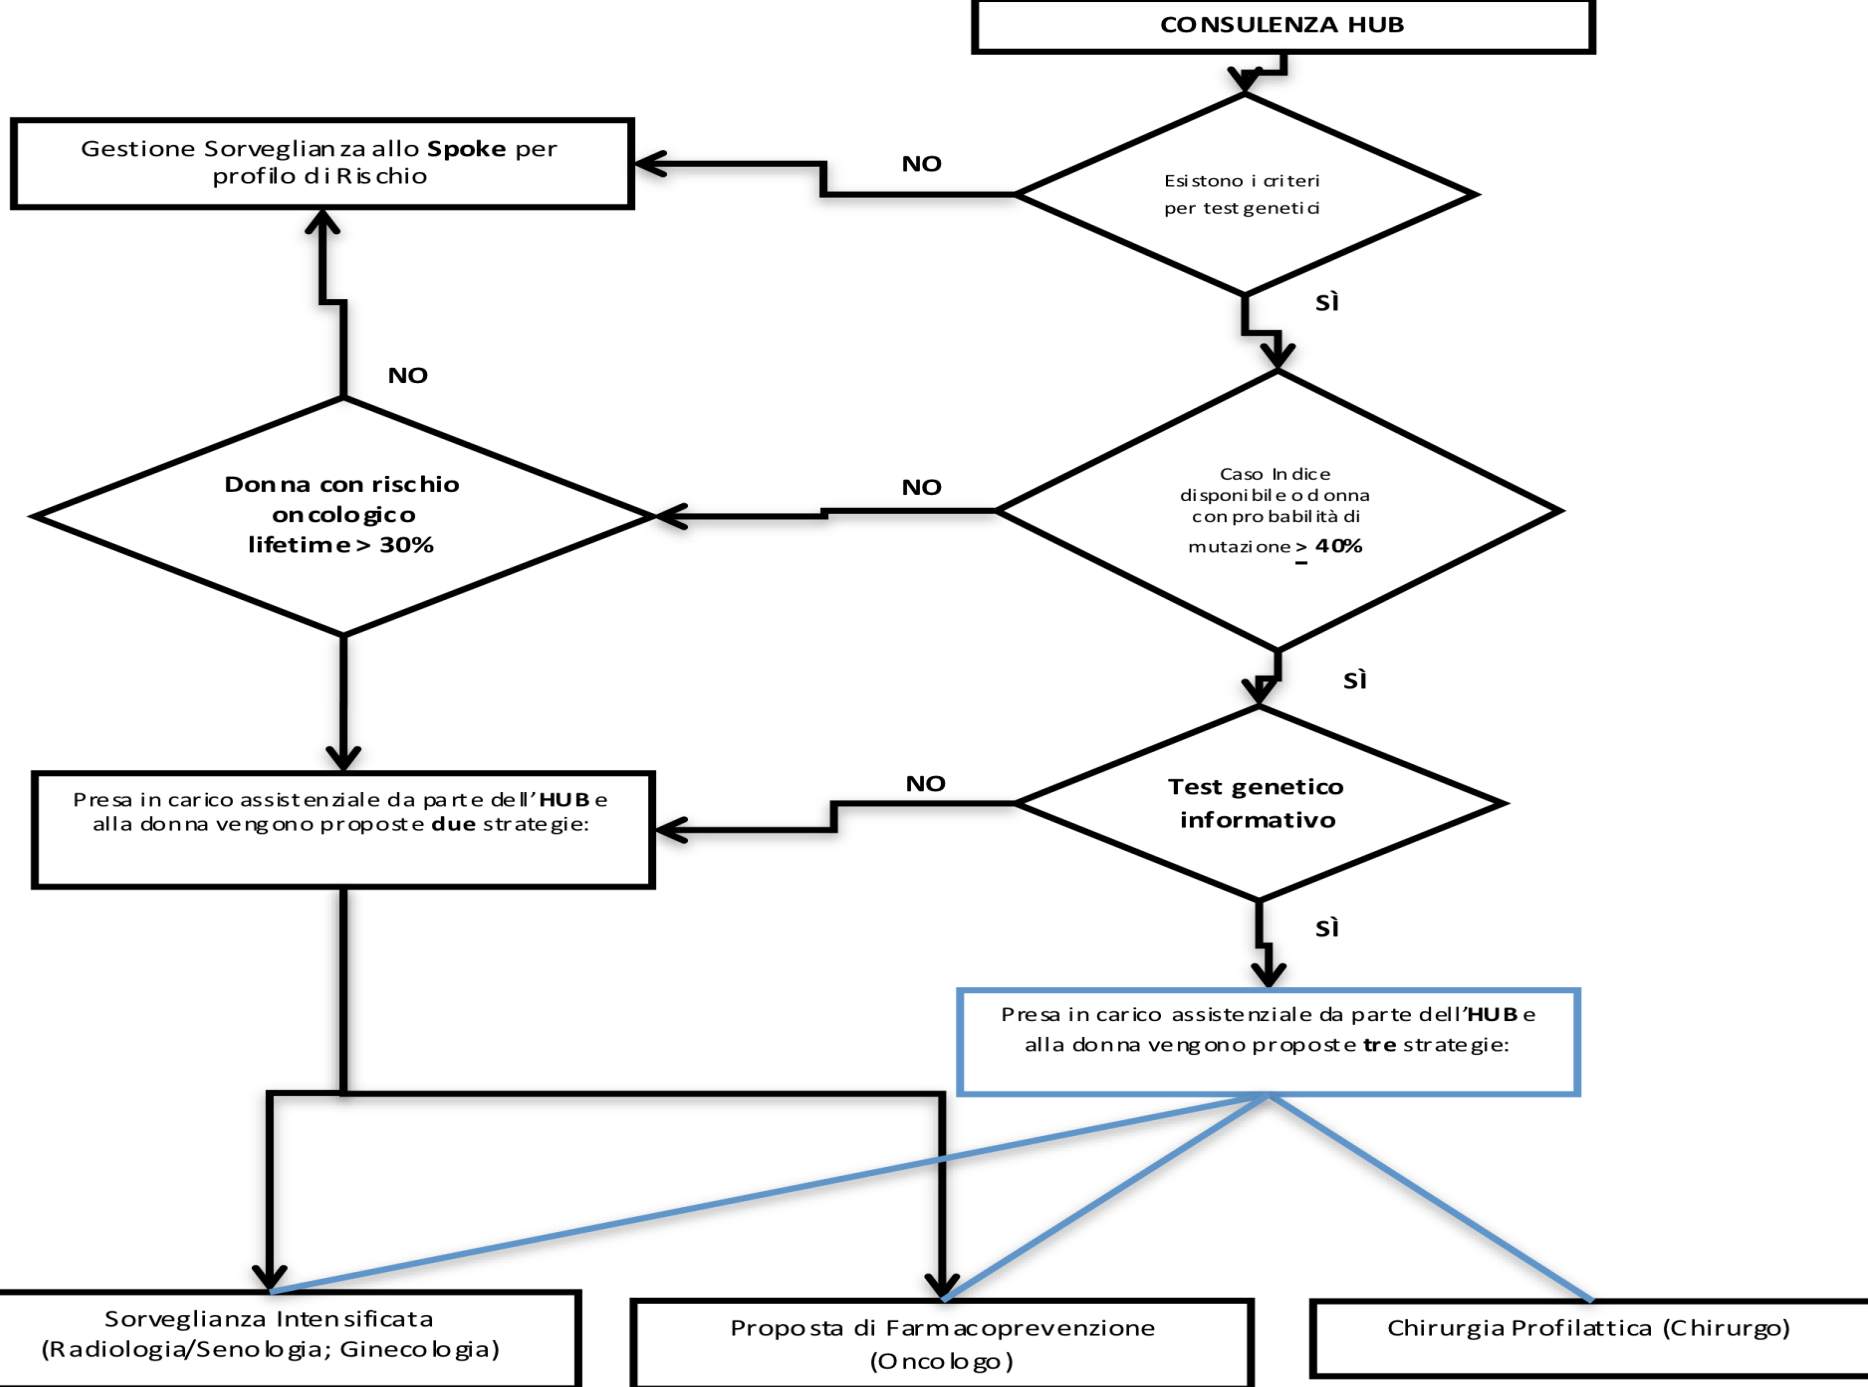 CONSULENZA HUB
Gestione Sorveglianza allo Spoke per
profilo di Rischio
NO
Esistono i criteri
per test genetici
SÌ
NO
Donna con rischio
oncologico
lifetime > 30%
NO
Caso Indice
disponibile o donna
con probabilità di
mutazione ≥ 40%
SÌ
Presa in carico assistenziale da parte dell’HUB e
alla donna vengono proposte due strategie:
NO
Test genetico
informativo
SÌ
Presa in carico assistenziale da parte dell’HUB e
alla donna vengono proposte tre strategie:
Sorveglianza Intensificata
(Radiologia/Senologia; Ginecologia)
Proposta di Farmacoprevenzione
(Oncologo)
Chirurgia Profilattica (Chirurgo)